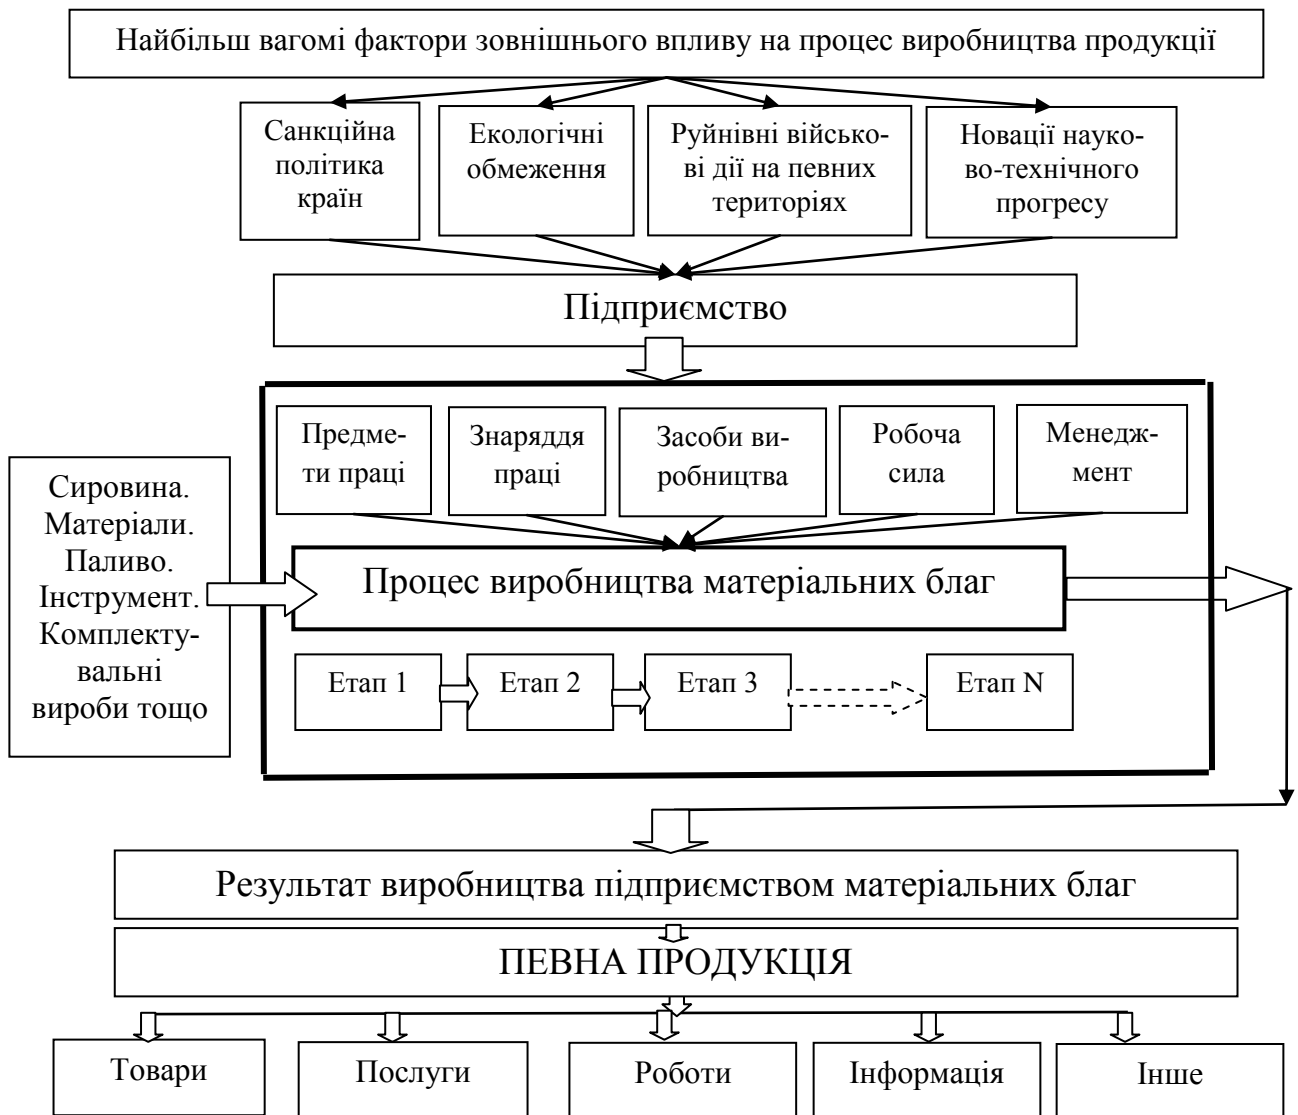 Найбільш вагомі фактори зовнішнього впливу на процес виробництва продукції
Санкційна
політика
країн
Екологічні
обмеження
Руйнівні військо-
ві дії на певних
територіях
Новації науко-
во-технічного
прогресу
Підприємство
Сировина.
Матеріали.
Паливо.
Інструмент.
Комплекту-
вальні
вироби тощо
Предме-
ти праці
Знаряддя
праці
Засоби ви-
робництва
Робоча
сила
Менедж-
мент
Процес виробництва матеріальних благ
Етап 1
Етап 2
Етап 3
Етап N
Результат виробництва підприємством матеріальних благ
ПЕВНА ПРОДУКЦІЯ
Товари
Послуги
Роботи
Інформація
Інше